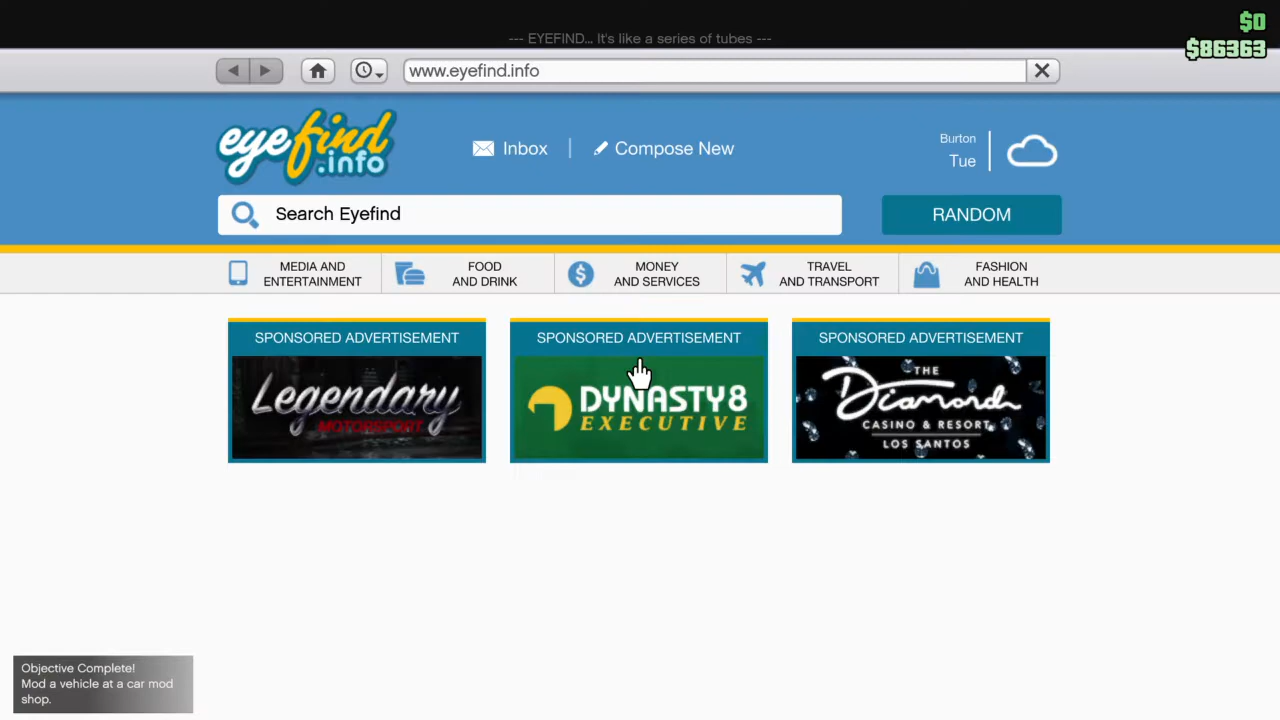 $0
$86363
--- EYEFIND... It's like a series of tubes ---
www.eyefind.info
eyefind
.info
Inbox
Compose New
Burton
Tue
Search Eyefind
RANDOM
MEDIA AND
ENTERTAINMENT
FOOD
AND DRINK
MONEY
AND SERVICES
TRAVEL
AND TRANSPORT
FASHION
AND HEALTH
SPONSORED ADVERTISEMENT
Legendary
MOTORSPORT
SPONSORED ADVERTISEMENT
DYNASTY8
EXECUTIVE
SPONSORED ADVERTISEMENT
THE
Diamond
CASINO & RESORT
LOS SANTOS
Objective Complete!
Mod a vehicle at a car mod
shop.